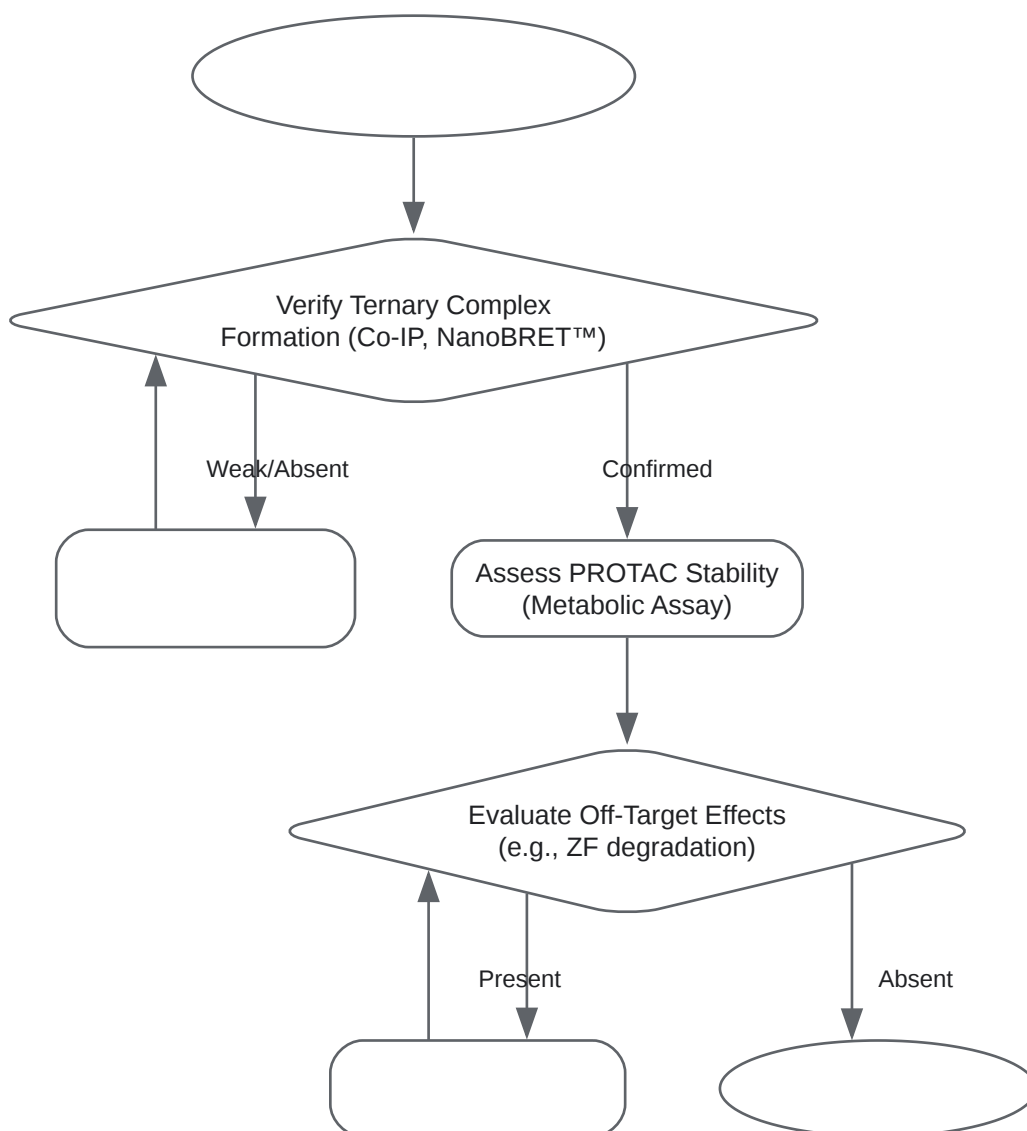 Verify Ternary Complex
Formation (Co-IP, NanoBRET™)
Weak/Absent
Confirmed
Assess PROTAC Stability
(Metabolic Assay)
Evaluate Off-Target Effects
(e.g., ZF degradation)
Present
Absent